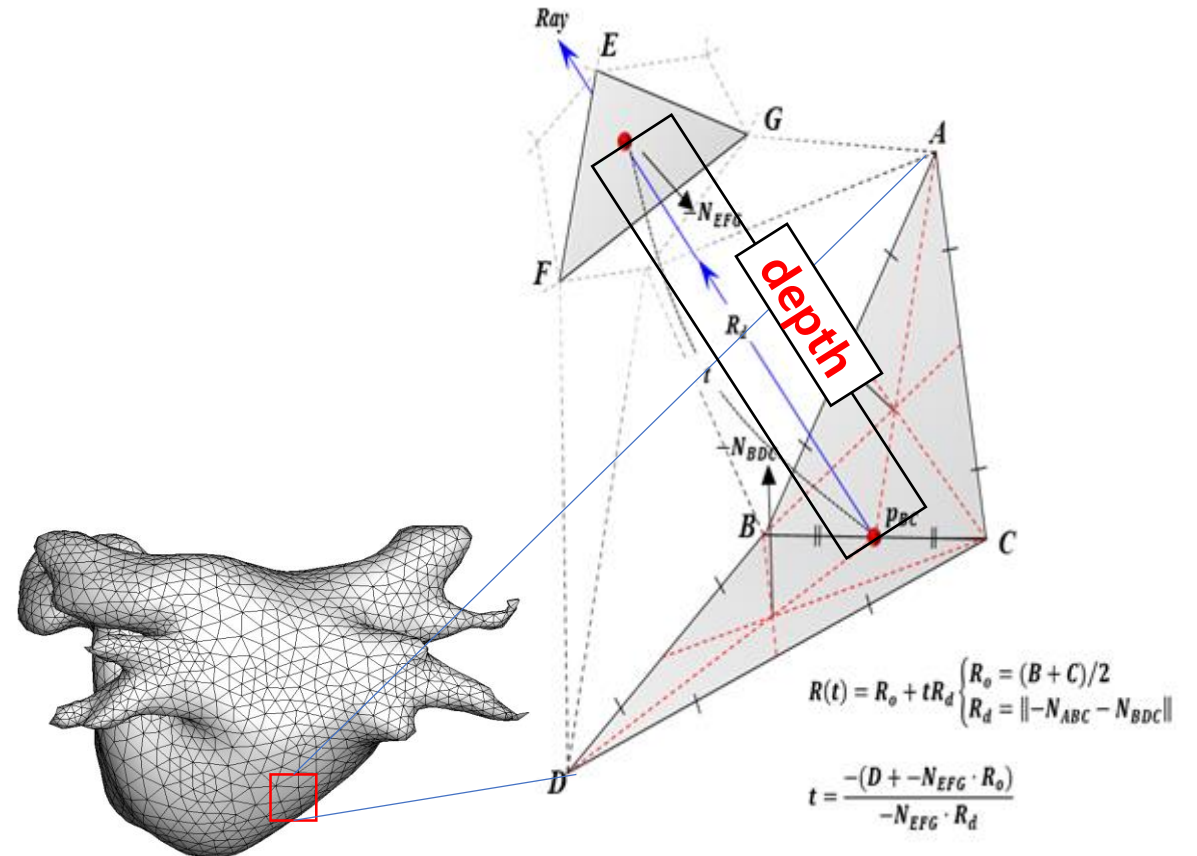 Ray
E
G
A
-N_EFG
F
depth
R_d
t
-N_BDC
B
p_BC
C
R(t) = R_o + tR_d { R_o = (B + C)/2
R_d = ‖-N_ABC - N_BDC‖
D
t = -(D + -N_EFG · R_o) / -N_EFG · R_d